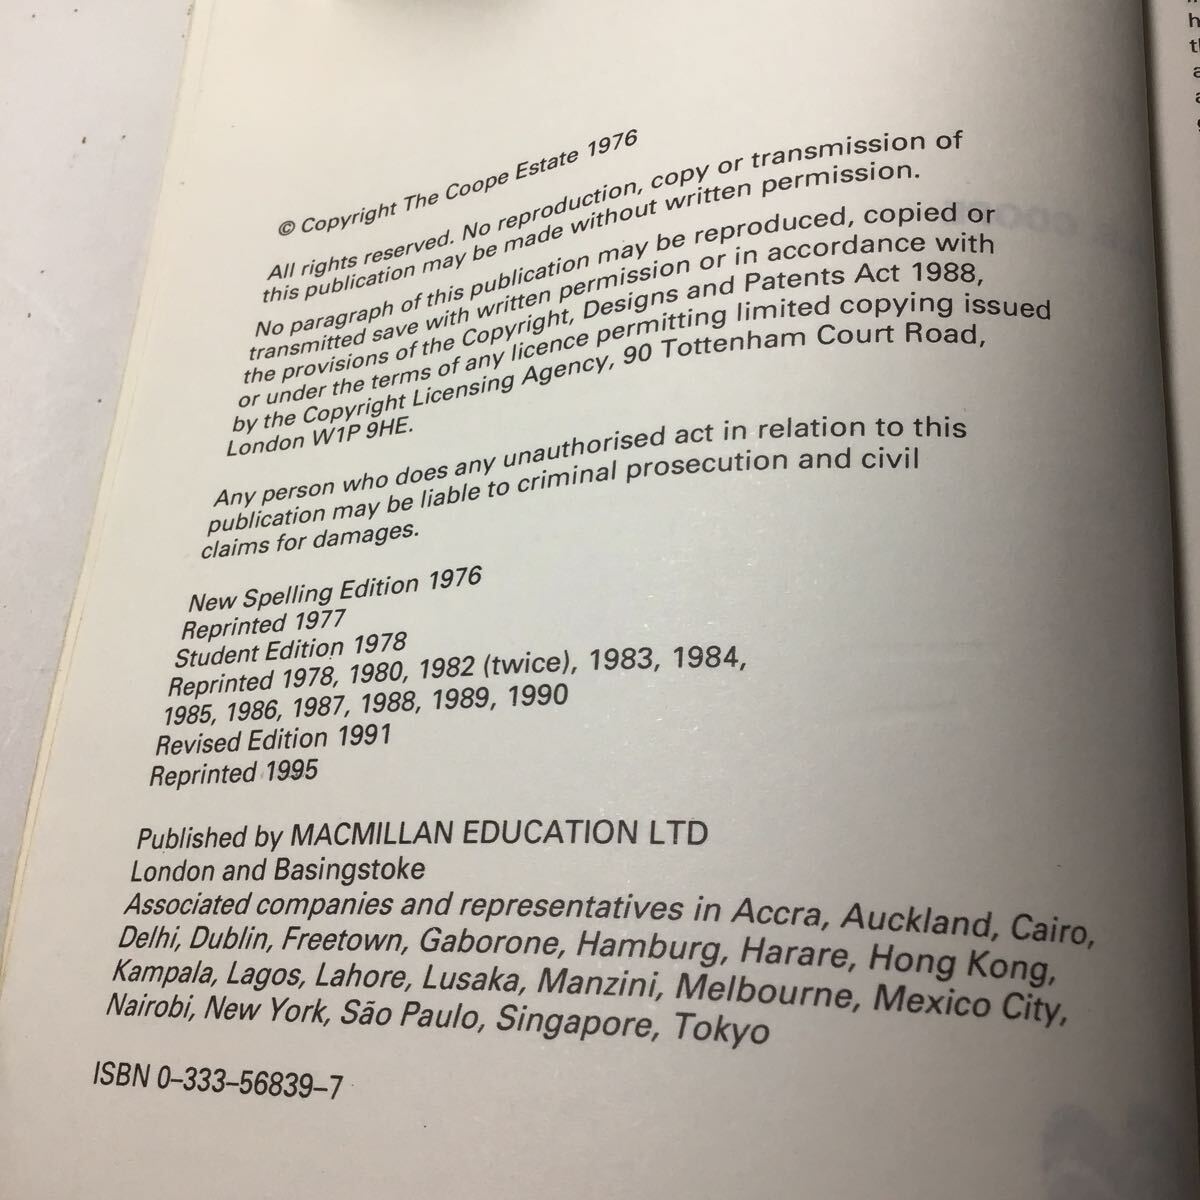 © Copyright The Coope Estate 1976
All rights reserved. No reproduction, copy or transmission of
this publication may be made without written permission.
No paragraph of this publication may be reproduced, copied or
transmitted save with written permission or in accordance with
the provisions of the Copyright, Designs and Patents Act 1988,
or under the terms of any licence permitting limited copying issued
by the Copyright Licensing Agency, 90 Tottenham Court Road,
London W1P 9HE.
Any person who does any unauthorised act in relation to this
publication may be liable to criminal prosecution and civil
claims for damages.
New Spelling Edition 1976
Reprinted 1977
Student Edition 1978
Reprinted 1978, 1980, 1982 (twice), 1983, 1984,
1985, 1986, 1987, 1988, 1989, 1990
Revised Edition 1991
Reprinted 1995
Published by MACMILLAN EDUCATION LTD
London and Basingstoke
Associated companies and representatives in Accra, Auckland, Cairo,
Delhi, Dublin, Freetown, Gaborone, Hamburg, Harare, Hong Kong,
Kampala, Lagos, Lahore, Lusaka, Manzini, Melbourne, Mexico City,
Nairobi, New York, São Paulo, Singapore, Tokyo
ISBN 0–333–56839–7